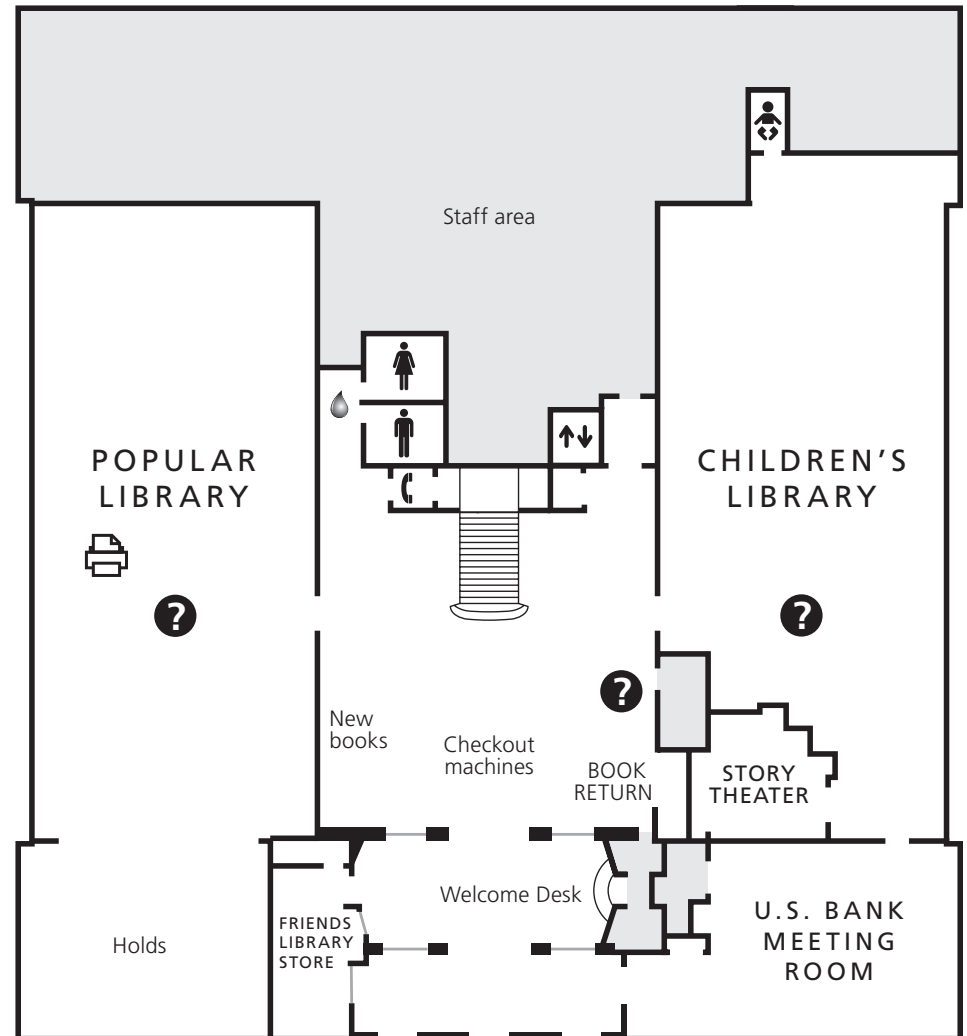 Staff area
POPULAR
LIBRARY
CHILDREN'S
LIBRARY
?
?
?
New
books
Checkout
machines
BOOK
RETURN
STORY
THEATER
Welcome Desk
Holds
FRIENDS
LIBRARY
STORE
U.S. BANK
MEETING
ROOM